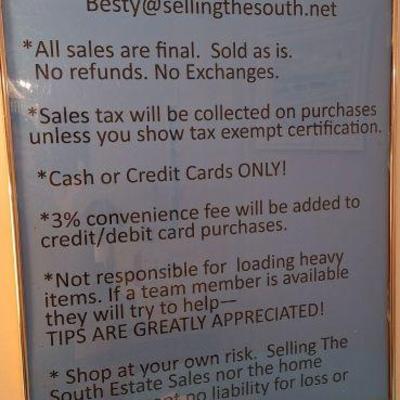 Besty@sellingthesouth.net
*All sales are final.  Sold as is.
No refunds. No Exchanges.
*Sales tax will be collected on purchases
unless you show tax exempt certification.
*Cash or Credit Cards ONLY!
*3% convenience fee will be added to
credit/debit card purchases.
*Not responsible for  loading heavy
items. If a team member is available
they will try to help—
TIPS ARE GREATLY APPRECIATED!
* Shop at your own risk.  Selling The
South Estate Sales nor the home
no liability for loss or